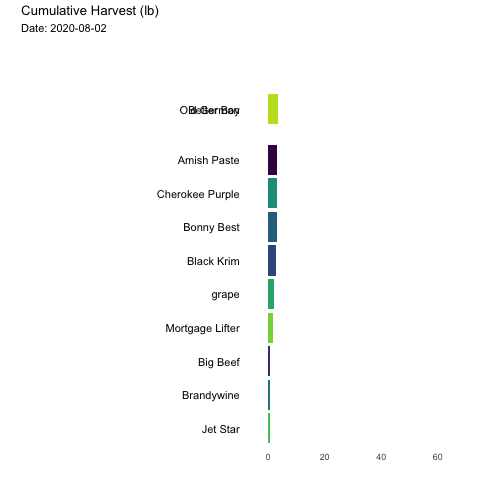 Cumulative Harvest (lb)
Date: 2020-08-02
Amish Paste
Cherokee Purple
Bonny Best
Black Krim
grape
Mortgage Lifter
Big Beef
Brandywine
Jet Star
0 20 40 60